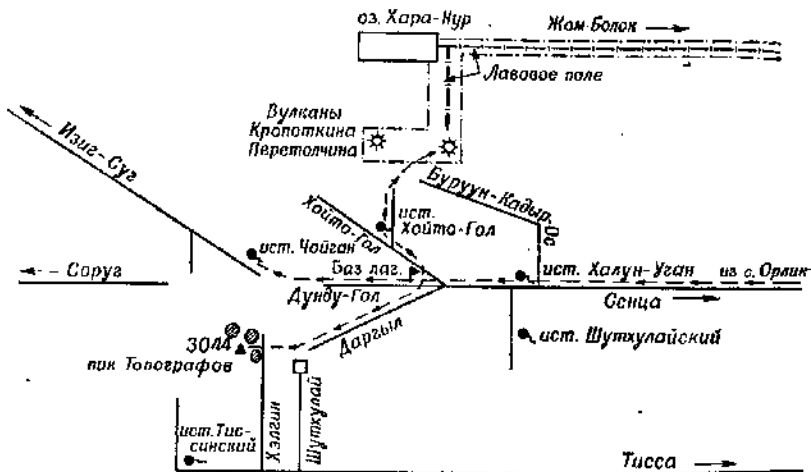 оз. Хара-Нур
Жом-Болок
Лавовое поле
Вулканы
Кропоткина
Перетолчина
Изиг-Суг
Буруун-Кадыр-Ос
Хойто-Гол
ист.
Хойто-Гол
ист. Чойган
Баз лаг.
ист. Халун-Уган
из с. Орлик
Соруг
Дунду-Гол
Сенца
Даргыл
ист. Шутхулайский
3044
пик Топографов
Хэлгин
Шутхулай
ист. Тис-
синский
Тисса